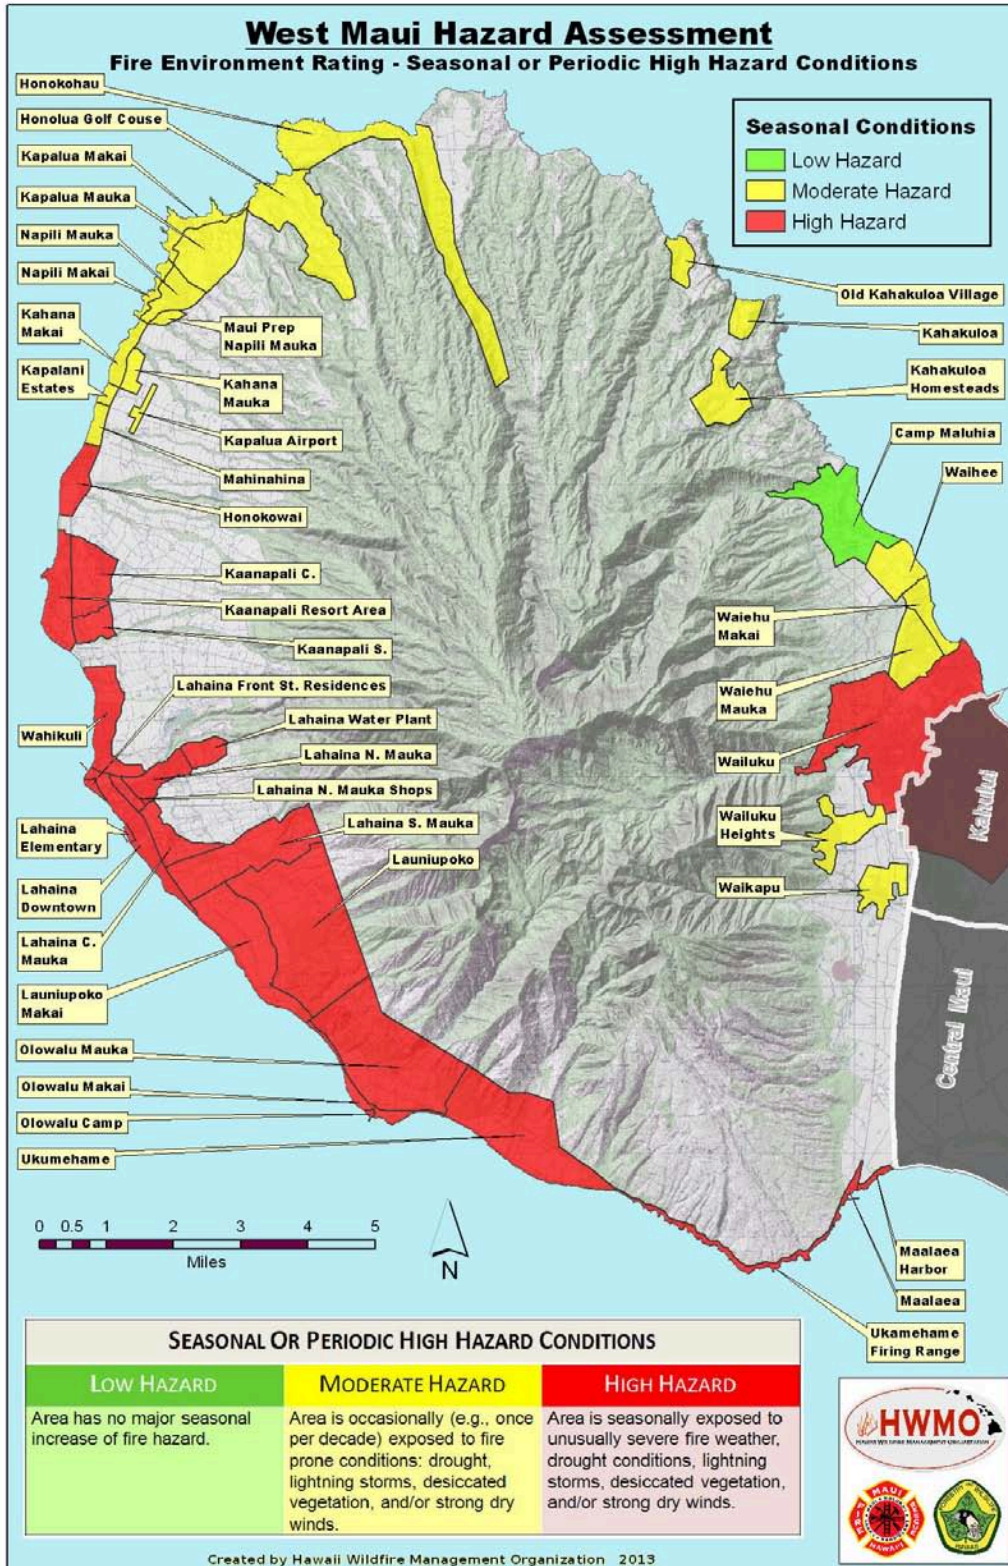 West Maui Hazard Assessment
Fire Environment Rating - Seasonal or Periodic High Hazard Conditions
Seasonal Conditions
Low Hazard
Moderate Hazard
High Hazard
Honokohau
Honolua Golf Couse
Kapalua Makai
Kapalua Mauka
Napili Mauka
Napili Makai
Kahana
Makai
Kapalani
Estates
Maui Prep
Napili Mauka
Kahana
Mauka
Kapalua Airport
Mahinahina
Honokowai
Kaanapali C.
Kaanapali Resort Area
Kaanapali S.
Lahaina Front St. Residences
Lahaina Water Plant
Wahikuli
Lahaina N. Mauka
Lahaina N. Mauka Shops
Lahaina S. Mauka
Launiupoko
Lahaina
Elementary
Lahaina
Downtown
Lahaina C.
Mauka
Launiupoko
Makai
Olowalu Mauka
Olowalu Makai
Olowalu Camp
Ukumehame
Old Kahakuloa Village
Kahakuloa
Kahakuloa
Homesteads
Camp Maluhia
Waihee
Waiehu
Makai
Waiehu
Mauka
Wailuku
Wailuku
Heights
Waikapu
Kahului
Central Maui
Maalaea
Harbor
Maalaea
Ukamehame
Firing Range
0 0.5 1 2 3 4 5
Miles
N
SEASONAL OR PERIODIC HIGH HAZARD CONDITIONS
LOW HAZARD
Area has no major seasonal
increase of fire hazard.
MODERATE HAZARD
Area is occasionally (e.g., once
per decade) exposed to fire
prone conditions: drought,
lightning storms, desiccated
vegetation, and/or strong dry
winds.
HIGH HAZARD
Area is seasonally exposed to
unusually severe fire weather,
drought conditions, lightning
storms, desiccated vegetation,
and/or strong dry winds.
HWMO
HAWAII WILDFIRE MANAGEMENT ORGANIZATION
MAUI
FIRE
HAWAII
Created by Hawaii Wildfire Management Organization 2013